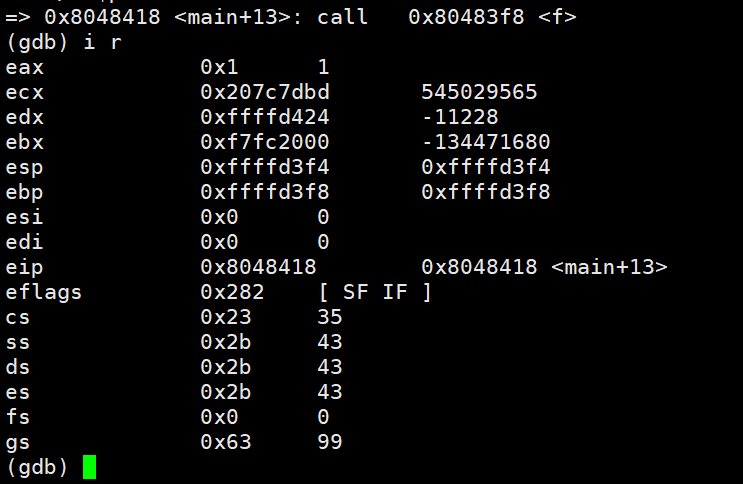 => 0x8048418 <main+13>: call   0x80483f8 <f>
(gdb) i r
eax            0x1      1
ecx            0x207c7dbd       545029565
edx            0xffffd424       -11228
ebx            0xf7fc2000       -134471680
esp            0xffffd3f4       0xffffd3f4
ebp            0xffffd3f8       0xffffd3f8
esi            0x0      0
edi            0x0      0
eip            0x8048418        0x8048418 <main+13>
eflags         0x282    [ SF IF ]
cs             0x23     35
ss             0x2b     43
ds             0x2b     43
es             0x2b     43
fs             0x0      0
gs             0x63     99
(gdb)